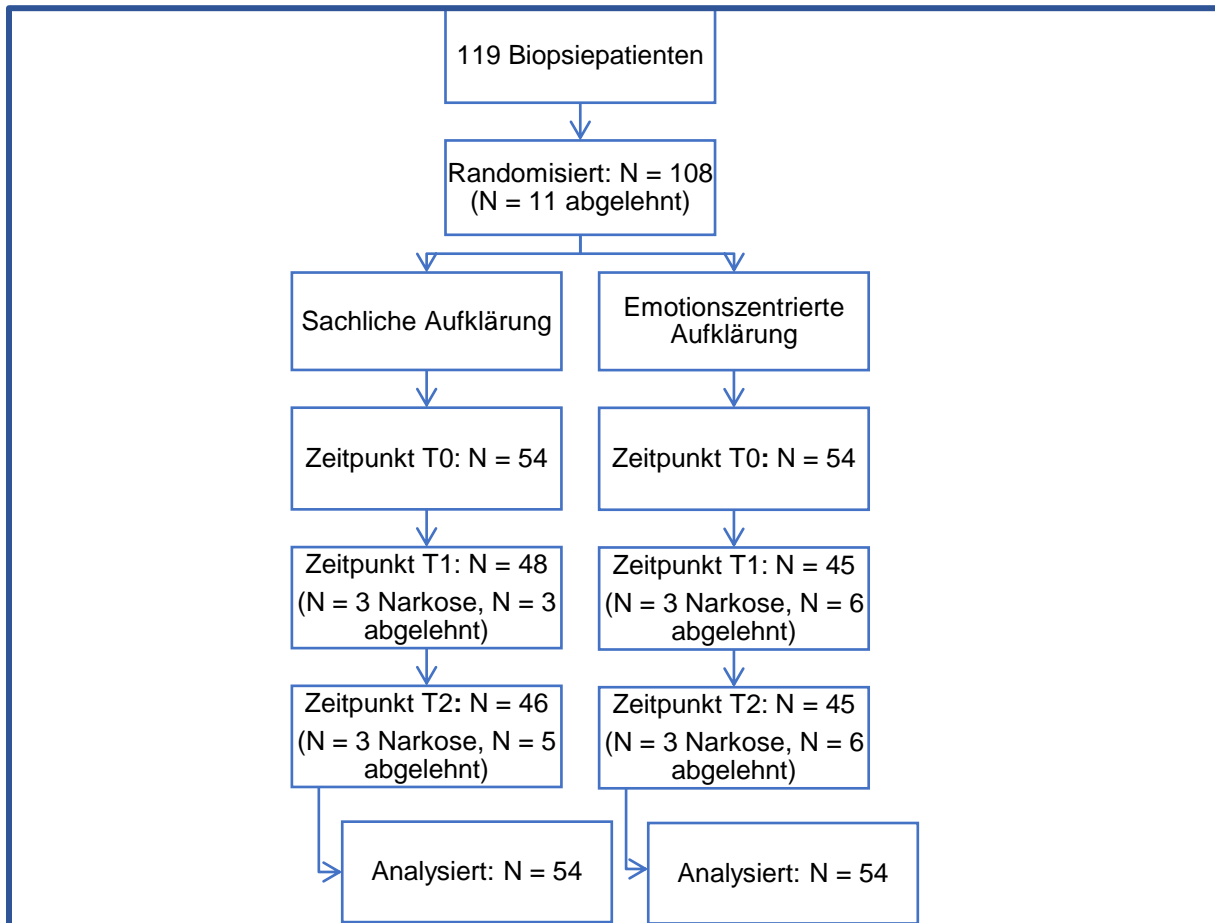 119 Biopsiepatienten
Randomisiert: N = 108
(N = 11 abgelehnt)
Sachliche Aufklärung
Emotionszentrierte
Aufklärung
Zeitpunkt T0: N = 54
Zeitpunkt T0: N = 54
Zeitpunkt T1: N = 48
(N = 3 Narkose, N = 3
abgelehnt)
Zeitpunkt T1: N = 45
(N = 3 Narkose, N = 6
abgelehnt)
Zeitpunkt T2: N = 46
(N = 3 Narkose, N = 5
abgelehnt)
Zeitpunkt T2: N = 45
(N = 3 Narkose, N = 6
abgelehnt)
Analysiert: N = 54
Analysiert: N = 54